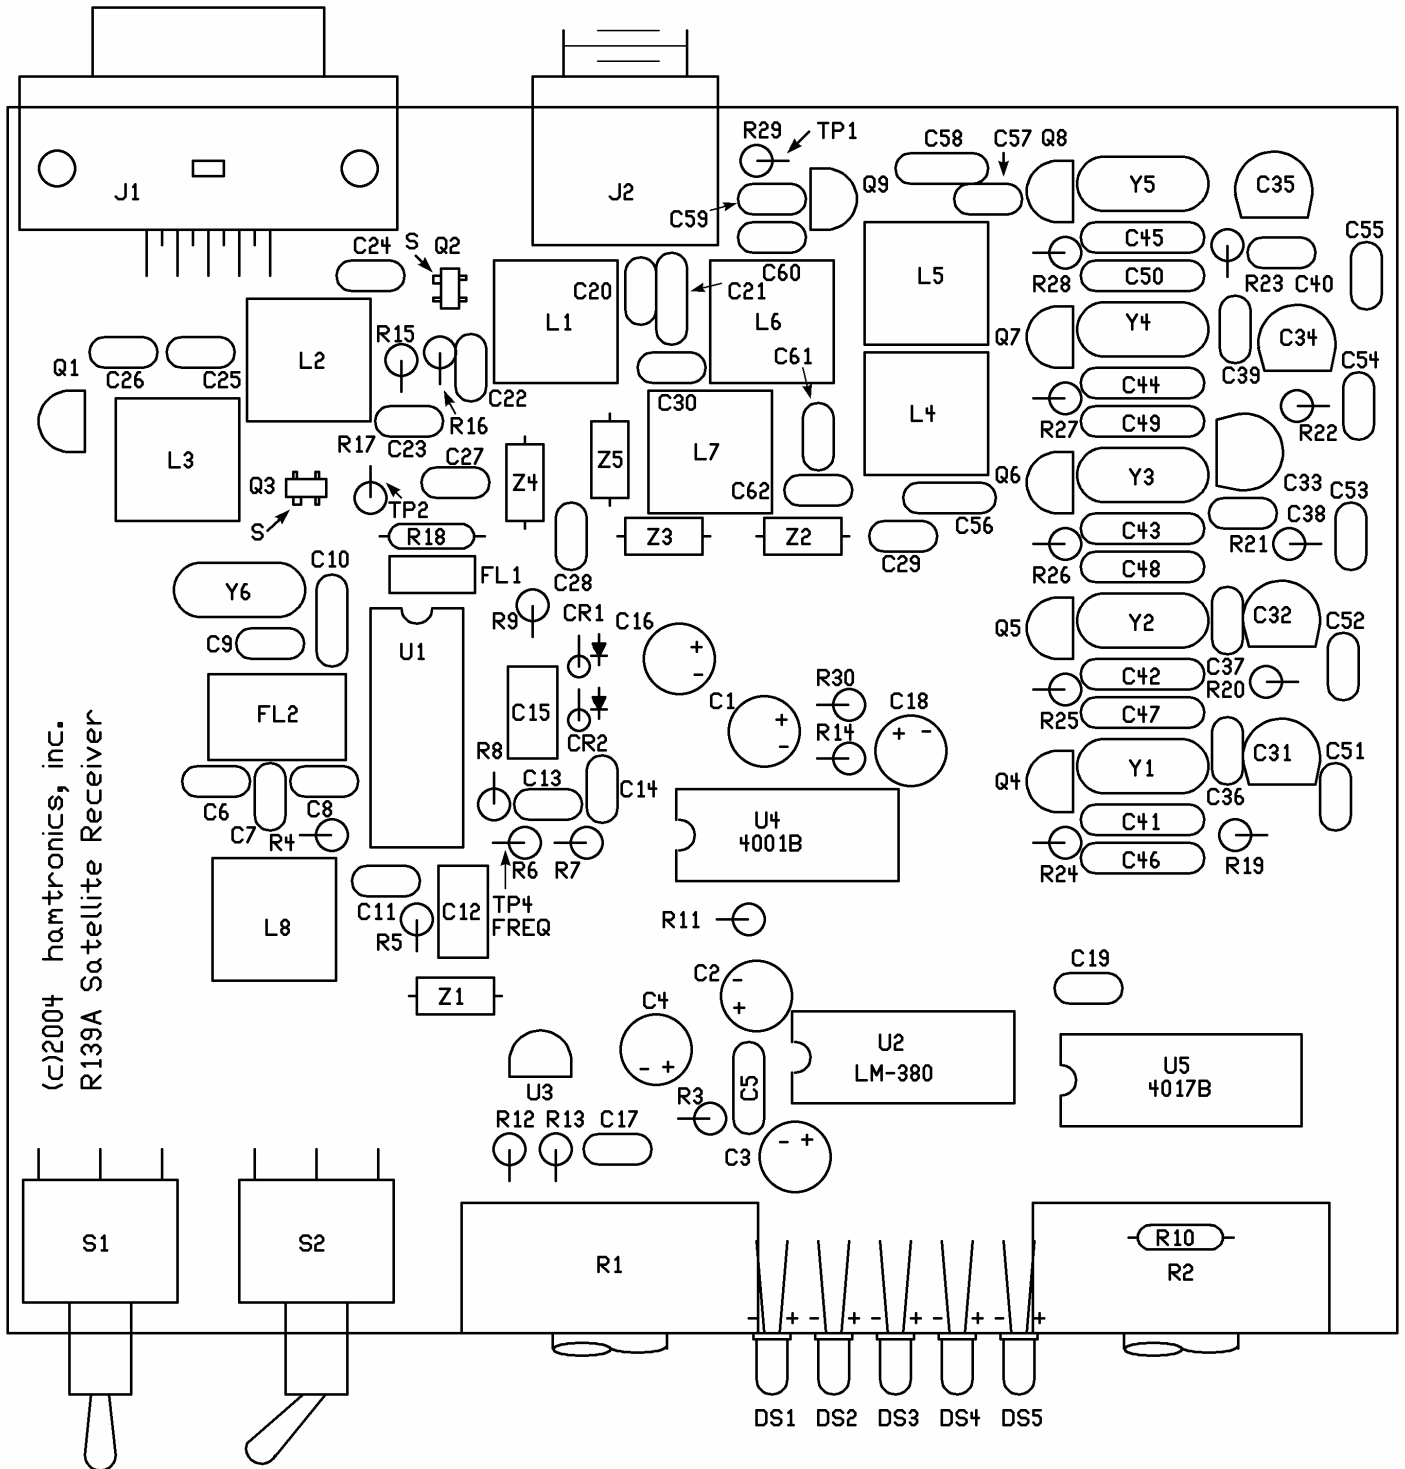 R29
TP1
C58
C57
Q8
J1
J2
C59
Q9
Y5
C35
S
Q2
C24
C60
C45
C55
R28
C50
R23
C40
C20
C21
L1
L6
L5
Q7
Y4
C34
Q1
R15
L2
C61
C26
C25
C22
C44
C39
C54
R16
C30
R17
C23
L4
R27
C49
R22
L3
C27
Z5
L7
Q3
TP2
Z4
C62
Q6
Y3
C33
C53
S
R18
Z3
Z2
C29
C56
C43
C38
R21
C10
FL1
C28
R26
C48
Y6
R9
CR1
C16
+
-
Q5
Y2
C32
C52
C9
U1
C37
C42
R20
R30
C18
C1
+
-
+ -
R25
C47
FL2
C15
CR2
R14
R8
Q4
Y1
C31
C51
C6
C7
C8
C13
C14
C36
R4
U4
4001B
C41
R6
R7
R24
C46
R19
TP4
FREQ
C11
R5
C12
L8
R11
C19
Z1
C2
-
+
C4
- +
U2
LM-380
U5
4017B
U3
R3
C5
R12
R13
C17
C3
- +
(c)2004 hamtronics, inc.
R139A Satellite Receiver
S1
S2
R1
R10
R2
- + - + - + - + - +
DS1 DS2 DS3 DS4 DS5